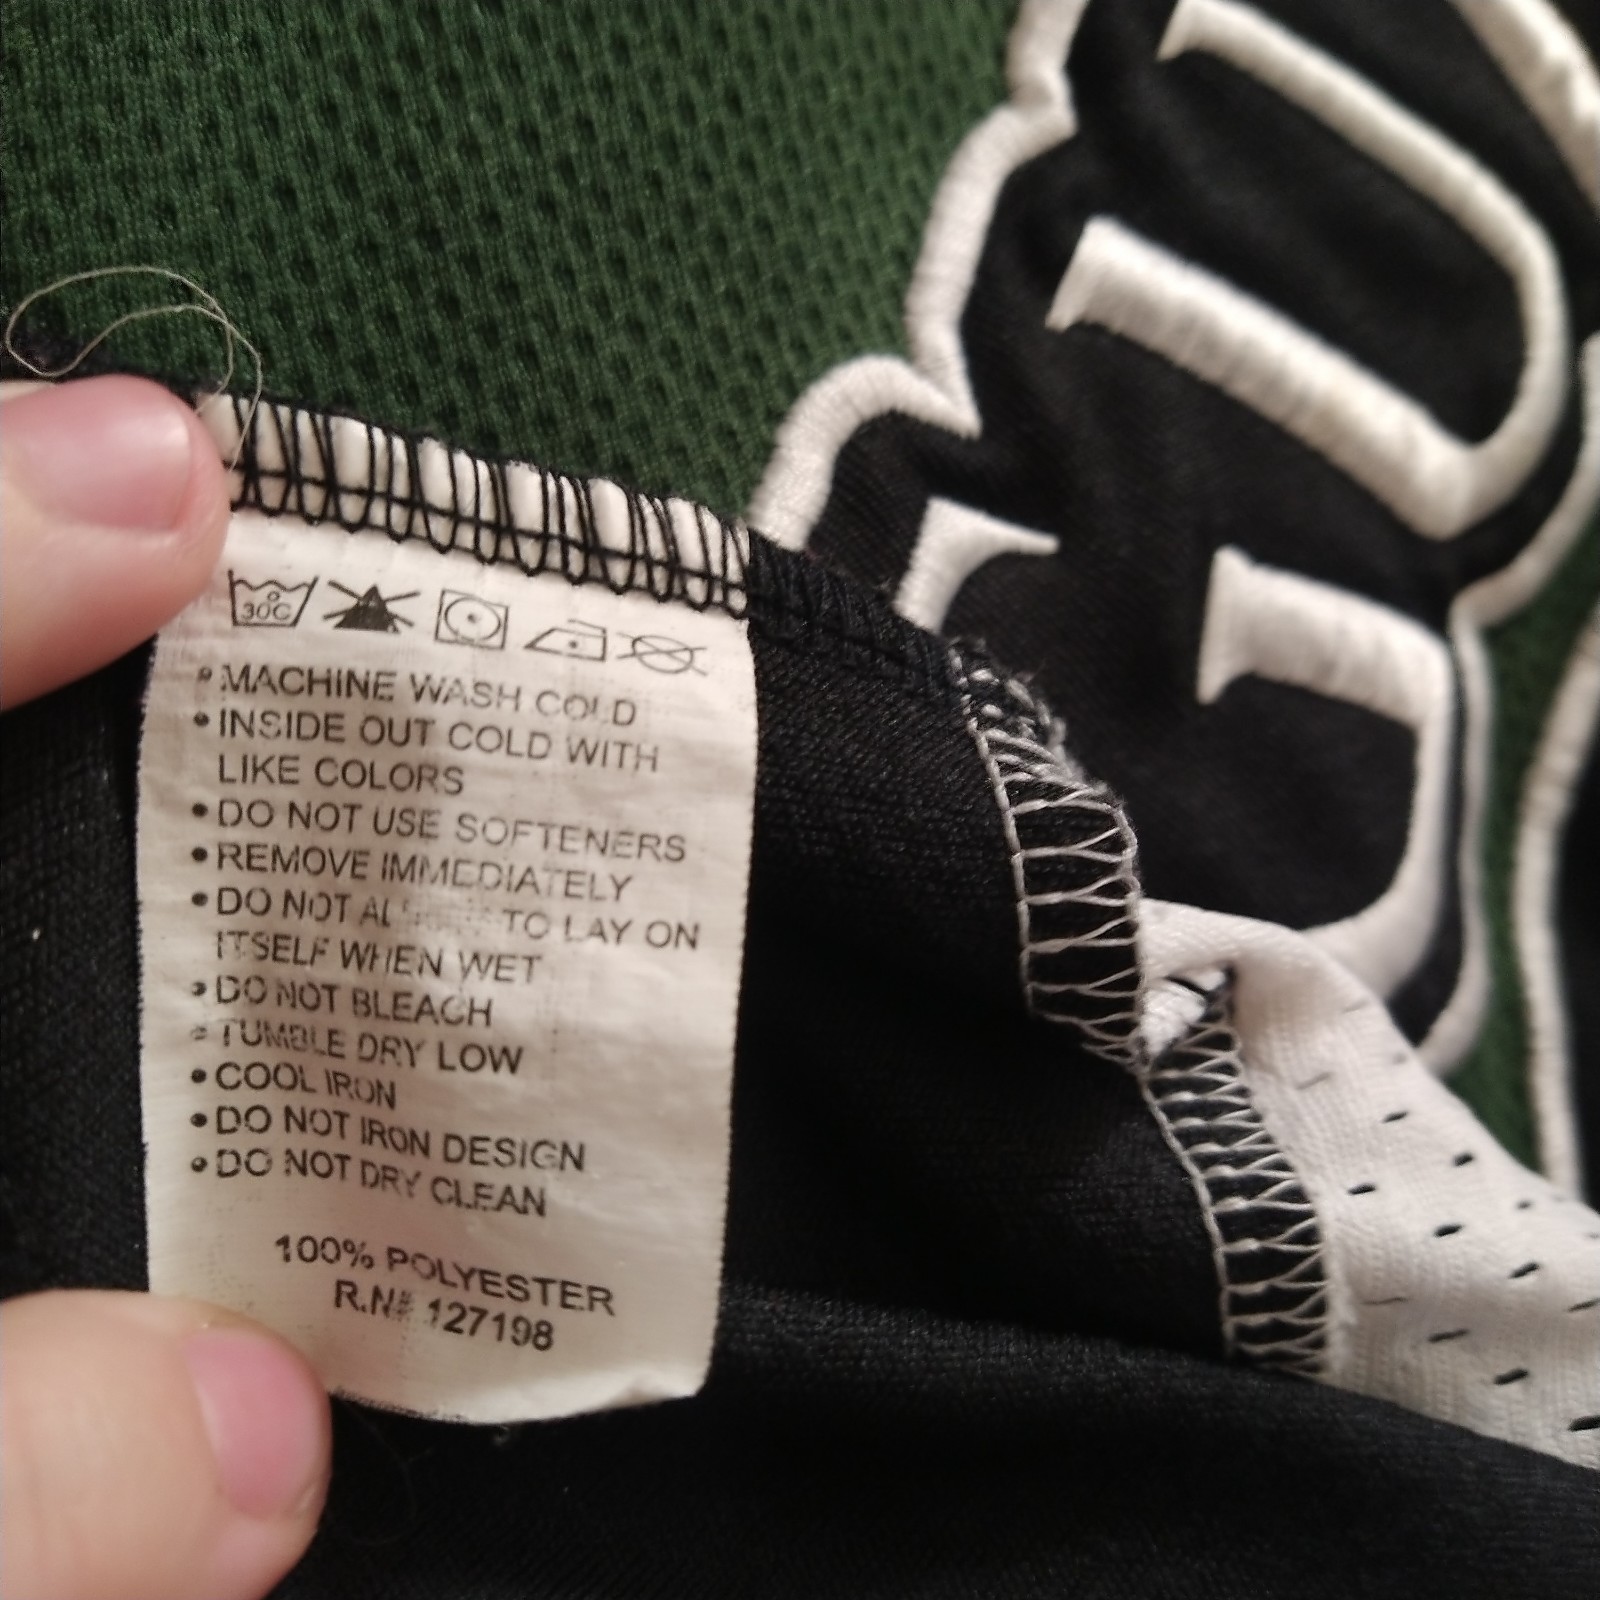 30C
• MACHINE WASH COLD
• INSIDE OUT COLD WITH
LIKE COLORS
• DO NOT USE SOFTENERS
• REMOVE IMMEDIATELY
• DO NOT TO LAY ON
ITSELF WHEN WET
• DO NOT BLEACH
• TUMBLE DRY LOW
• COOL IRON
• DO NOT IRON DESIGN
• DO NOT DRY CLEAN
100% POLYESTER
R.N# 127198